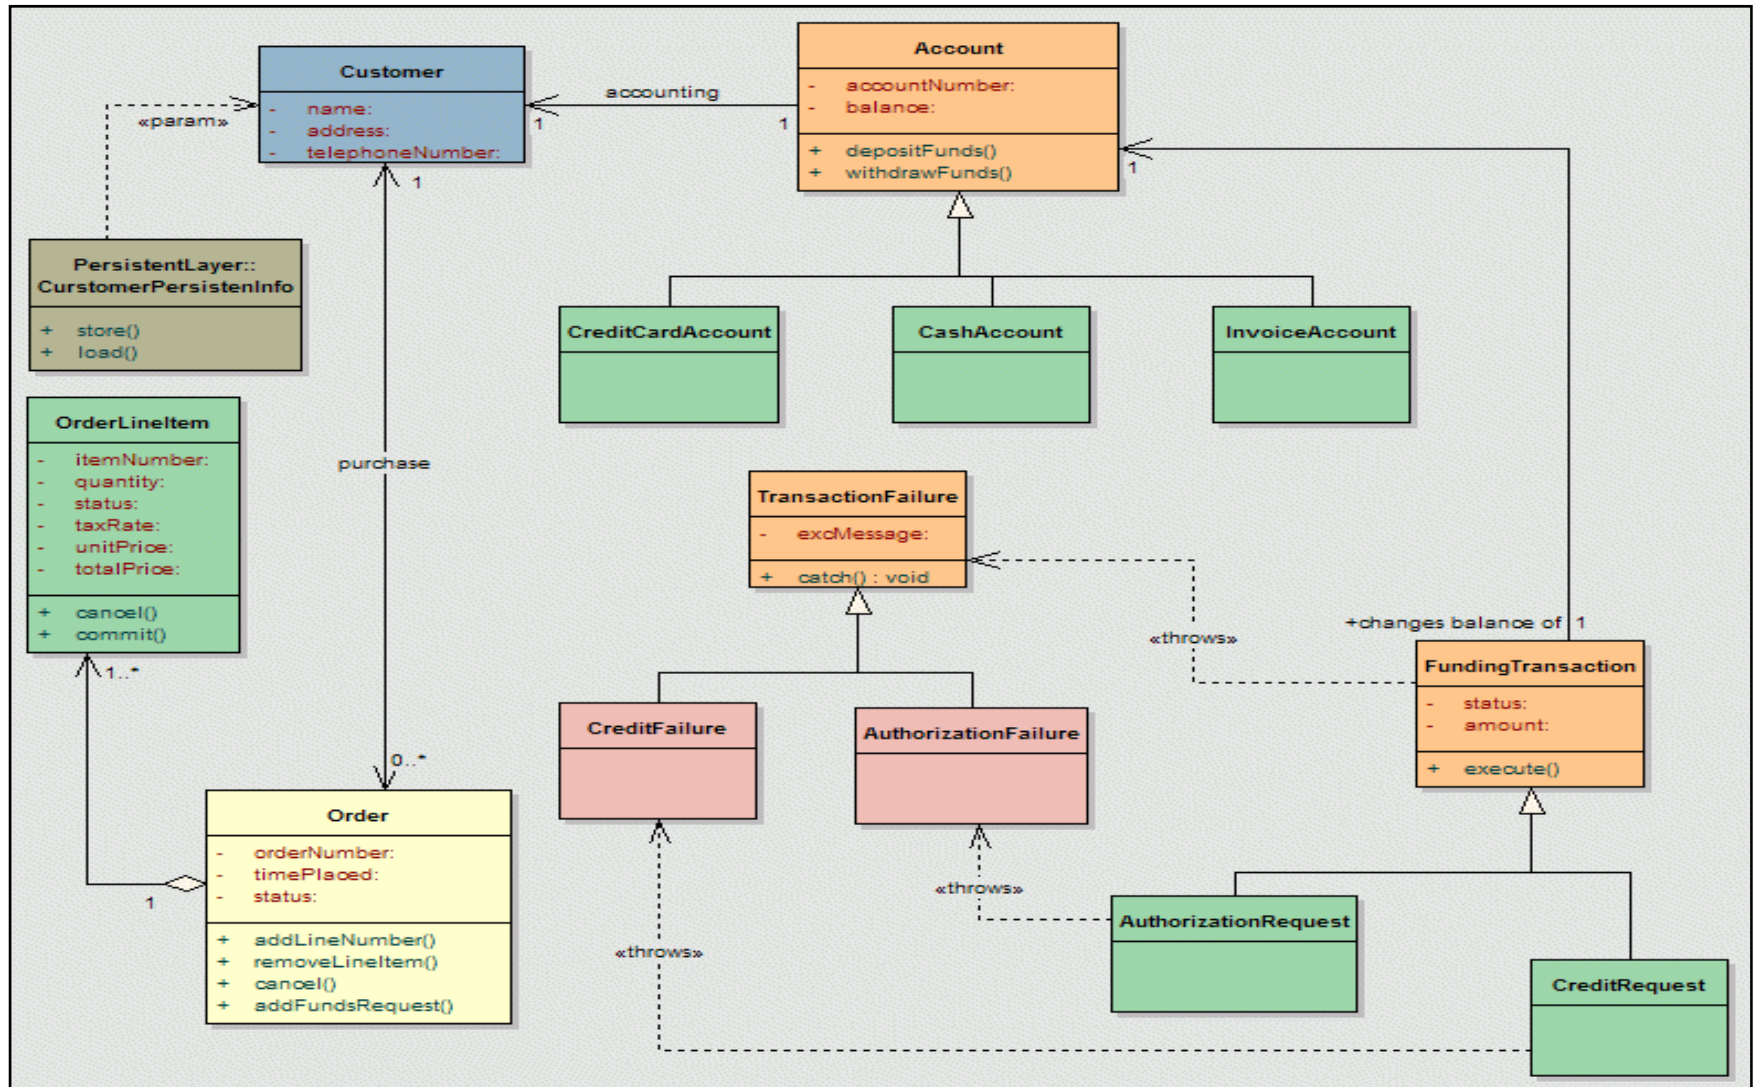 Customer
- name:
- address:
- telephoneNumber:
accounting
1
1
Account
- accountNumber:
- balance:
+ depositFunds()
+ withdrawFunds()
1
«param»
1
PersistentLayer::
CurstomerPersistenInfo
+ store()
+ load()
CreditCardAccount
CashAccount
InvoiceAccount
OrderLineItem
- itemNumber:
- quantity:
- status:
- taxRate:
- unitPrice:
- totalPrice:
+ cancel()
+ commit()
1..*
purchase
0..*
TransactionFailure
- excMessage:
+ catch() : void
«throws»
+changes balance of 1
FundingTransaction
- status:
- amount:
+ execute()
CreditFailure
AuthorizationFailure
Order
- orderNumber:
- timePlaced:
- status:
+ addLineNumber()
+ removeLineItem()
+ cancel()
+ addFundsRequest()
1
«throws»
«throws»
AuthorizationRequest
CreditRequest